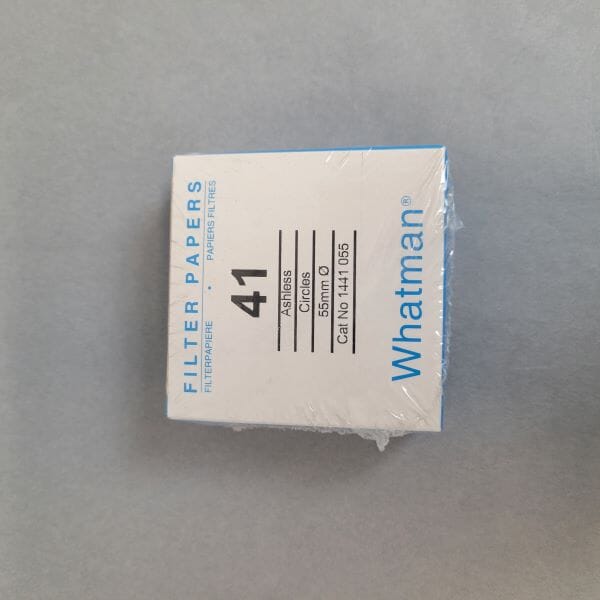 FILTER PAPERS
FILTERPAPIERE • PAPIERS FILTRES
41
Ashless
Circles
55mm Ø
Cat No 1441 055
Whatman®